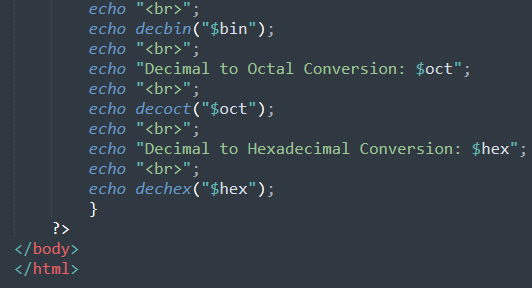 echo "<br>";
echo decbin("$bin");
echo "<br>";
echo "Decimal to Octal Conversion: $oct";
echo "<br>";
echo decoct("$oct");
echo "<br>";
echo "Decimal to Hexadecimal Conversion: $hex";
echo "<br>";
echo dechex("$hex");
}
?>
</body>
</html>